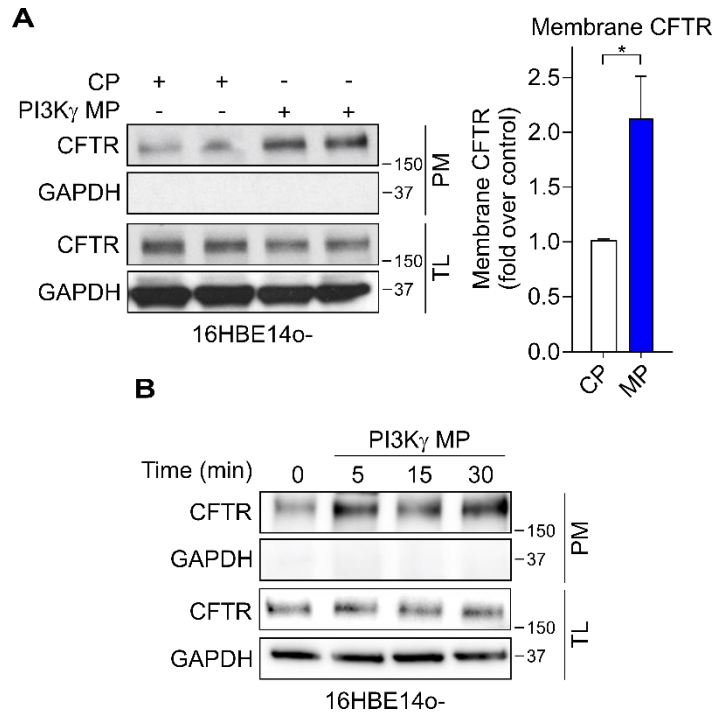 A
CP + + - -
PI3Kγ MP - - + +
CFTR
150
GAPDH
37
PM
CFTR
150
GAPDH
37
TL
16HBE14o-
Membrane CFTR
*
Membrane CFTR
(fold over control)
2.5
2.0
1.5
1.0
0.5
0.0
CP
MP
B
PI3Kγ MP
Time (min) 0 5 15 30
CFTR
150
GAPDH
37
PM
CFTR
150
GAPDH
37
TL
16HBE14o-